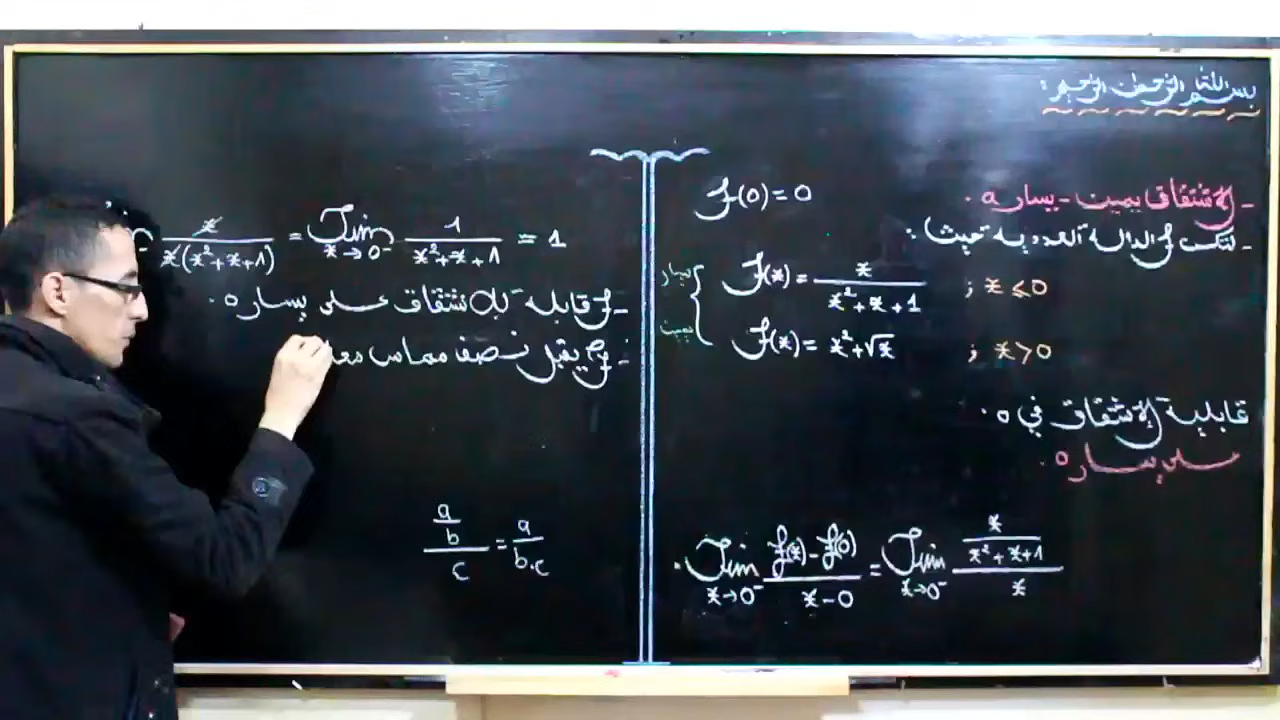 بسم الله الرحمن الرحيم:
- الاشتقاق يمين - يسار 0.
- لتكن f الدالة العددية حيث:
f(0) = 0
يسار { f(x) = x / (x² + x + 1) ; x ≤ 0
يمين { f(x) = x² + √x ; x > 0
قابلية الاشتقاق في 0.
على يسار 0.
. lim x→0⁻ (f(x) - f(0)) / (x - 0) = lim x→0⁻ (x / (x² + x + 1)) / x
x / (x(x² + x + 1)) = lim x→0⁻ 1 / (x² + x + 1) = 1
- f قابلة للاشتقاق على يسار 0.
- يقبل نصف مماس معا
(a/b) / c = a / (b.c)